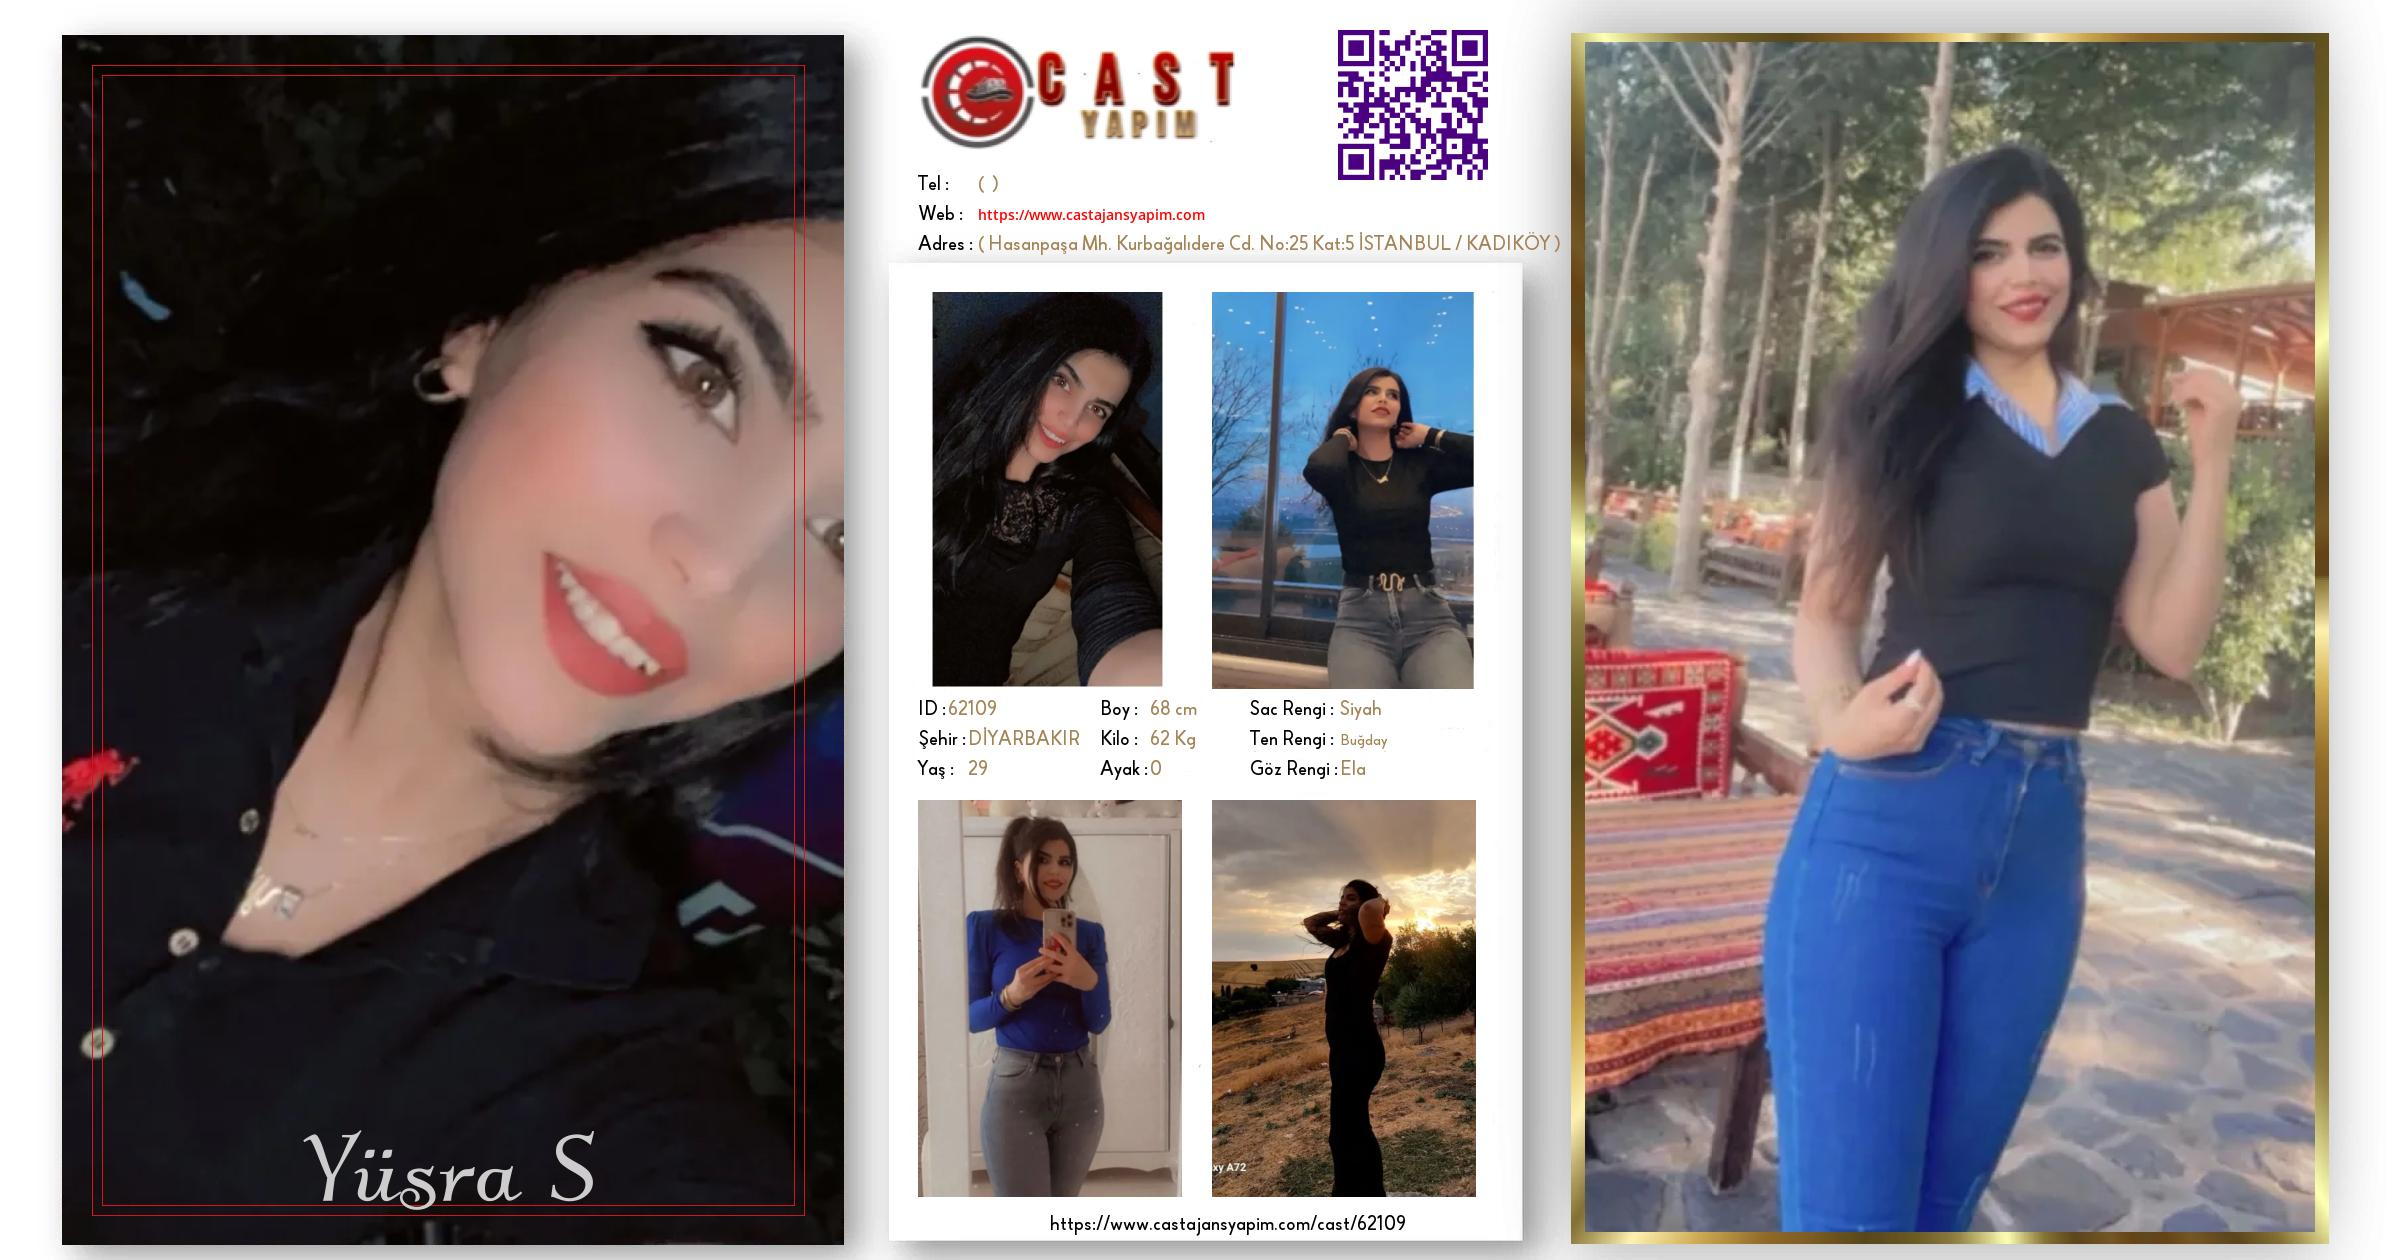 Yüsra S
CAST
YAPIM
Tel : ( )
Web : https://www.castajansyapim.com
Adres : ( Hasanpaşa Mh. Kurbağalıdere Cd. No:25 Kat:5 İSTANBUL / KADIKÖY )
ID : 62109 Boy : 68 cm Sac Rengi : Siyah
Şehir : DİYARBAKIR Kilo : 62 Kg Ten Rengi : Buğday
Yaş : 29 Ayak : 0 Göz Rengi : Ela
xy A72
https://www.castajansyapim.com/cast/62109